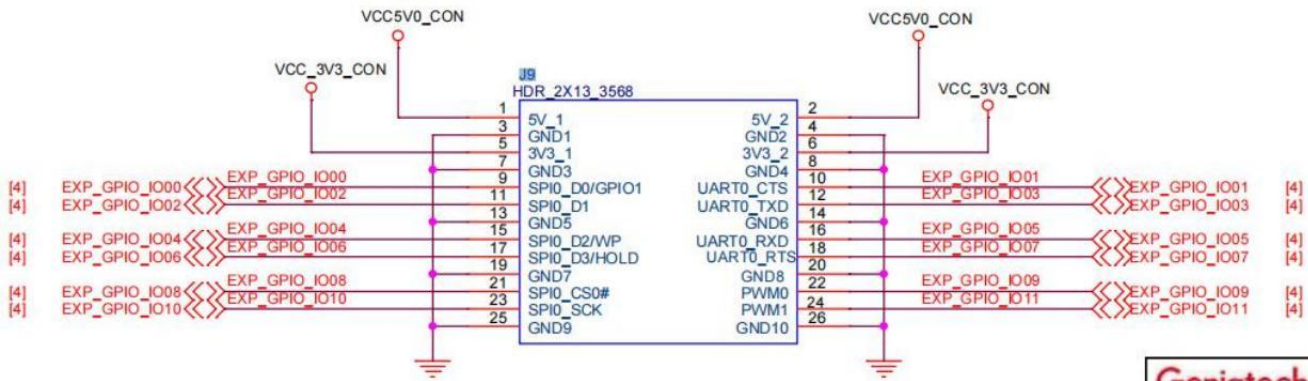 VCC5V0_CON VCC5V0_CON
VCC_3V3_CON VCC_3V3_CON
J9
HDR_2X13_3568
1 5V_1 5V_2 2
3 GND1 GND2 4
5 3V3_1 3V3_2 6
7 GND3 GND4 8
[4] EXP_GPIO_IO00 EXP_GPIO_IO00 9 SPI0_D0/GPIO1 UART0_CTS 10 EXP_GPIO_IO01 EXP_GPIO_IO01 [4]
[4] EXP_GPIO_IO02 EXP_GPIO_IO02 11 SPI0_D1 UART0_TXD 12 EXP_GPIO_IO03 EXP_GPIO_IO03 [4]
13 GND5 GND6 14
[4] EXP_GPIO_IO04 EXP_GPIO_IO04 15 SPI0_D2/WP UART0_RXD 16 EXP_GPIO_IO05 EXP_GPIO_IO05 [4]
[4] EXP_GPIO_IO06 EXP_GPIO_IO06 17 SPI0_D3/HOLD UART0_RTS 18 EXP_GPIO_IO07 EXP_GPIO_IO07 [4]
19 GND7 GND8 20
[4] EXP_GPIO_IO08 EXP_GPIO_IO08 21 SPI0_CS0# PWM0 22 EXP_GPIO_IO09 EXP_GPIO_IO09 [4]
[4] EXP_GPIO_IO10 EXP_GPIO_IO10 23 SPI0_SCK PWM1 24 EXP_GPIO_IO11 EXP_GPIO_IO11 [4]
25 GND9 GND10 26